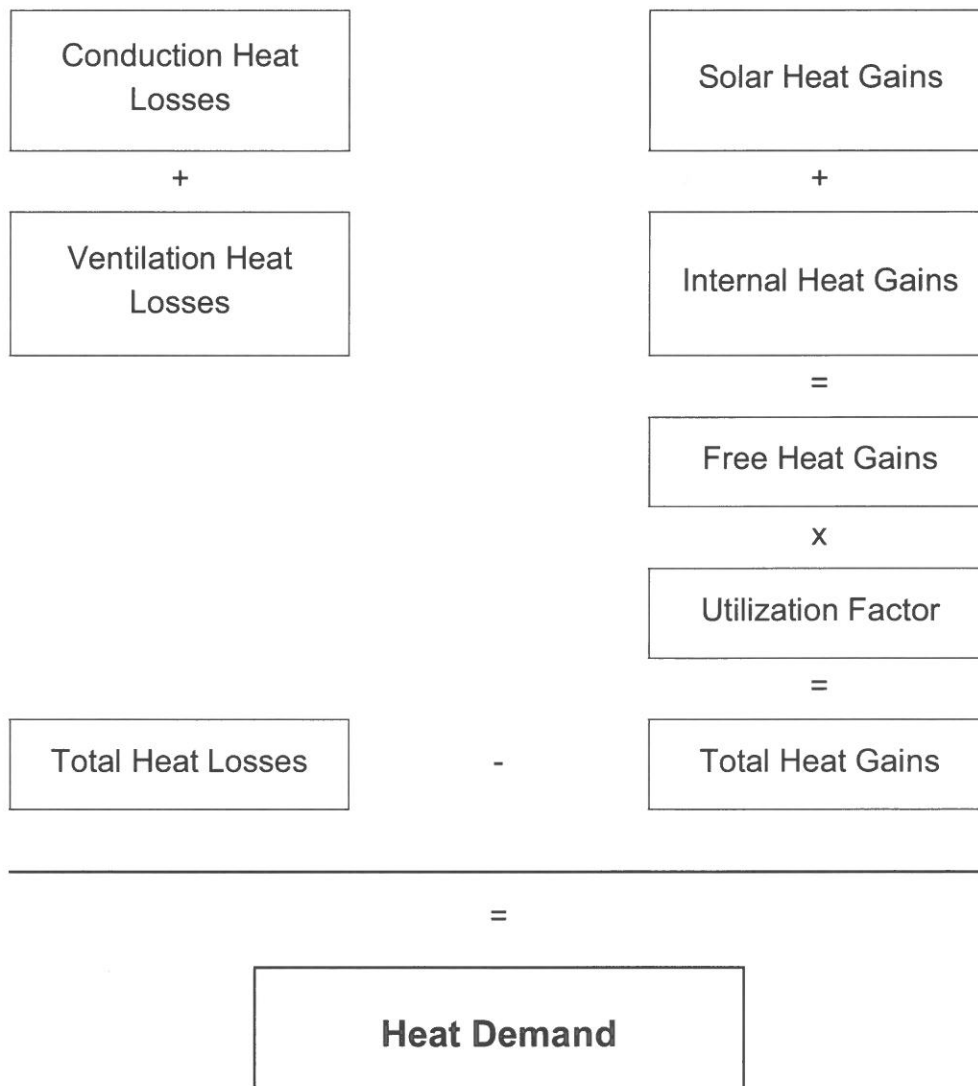 Conduction Heat
Losses
+
Ventilation Heat
Losses
Solar Heat Gains
+
Internal Heat Gains
=
Free Heat Gains
x
Utilization Factor
=
Total Heat Losses
-
Total Heat Gains
=
Heat Demand